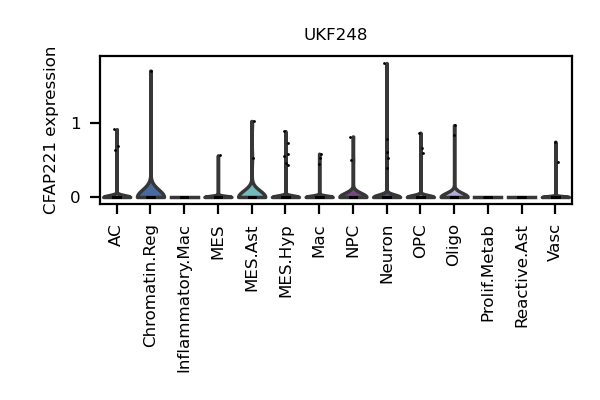 UKF248
CFAP221 expression
1
0
AC
Chromatin.Reg
Inflammatory.Mac
MES
MES.Ast
MES.Hyp
Mac
NPC
Neuron
OPC
Oligo
Prolif.Metab
Reactive.Ast
Vasc